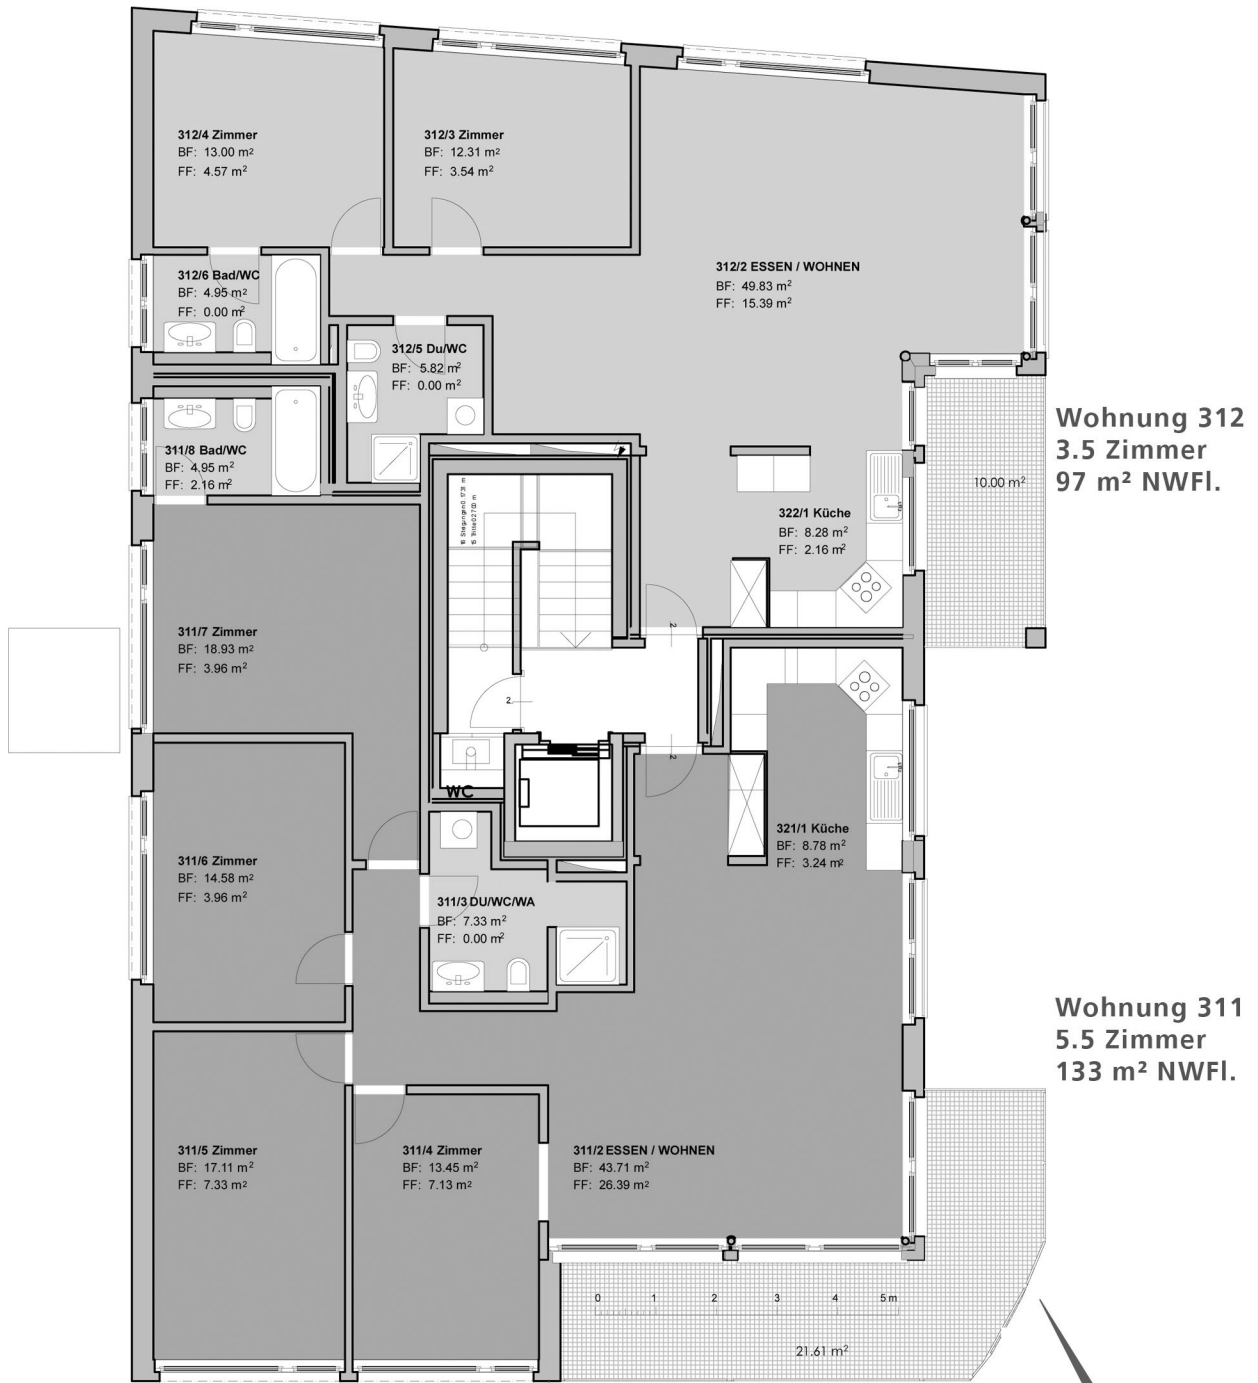 312/4 Zimmer
BF: 13.00 m²
FF: 4.57 m²
312/3 Zimmer
BF: 12.31 m²
FF: 3.54 m²
312/2 ESSEN / WOHNEN
BF: 49.83 m²
FF: 15.39 m²
312/6 Bad/WC
BF: 4.95 m²
FF: 0.00 m²
312/5 Du/WC
BF: 5.82 m²
FF: 0.00 m²
311/8 Bad/WC
BF: 4.95 m²
FF: 2.16 m²
Wohnung 312
3.5 Zimmer
97 m² NWFl.
10.00 m²
322/1 Küche
BF: 8.28 m²
FF: 2.16 m²
311/7 Zimmer
BF: 18.93 m²
FF: 3.96 m²
2
2
2
WC
321/1 Küche
BF: 8.78 m²
FF: 3.24 m²
311/6 Zimmer
BF: 14.58 m²
FF: 3.96 m²
311/3 DU/WC/WA
BF: 7.33 m²
FF: 0.00 m²
Wohnung 311
5.5 Zimmer
133 m² NWFl.
311/5 Zimmer
BF: 17.11 m²
FF: 7.33 m²
311/4 Zimmer
BF: 13.45 m²
FF: 7.13 m²
311/2 ESSEN / WOHNEN
BF: 43.71 m²
FF: 26.39 m²
0 1 2 3 4 5 m
21.61 m²